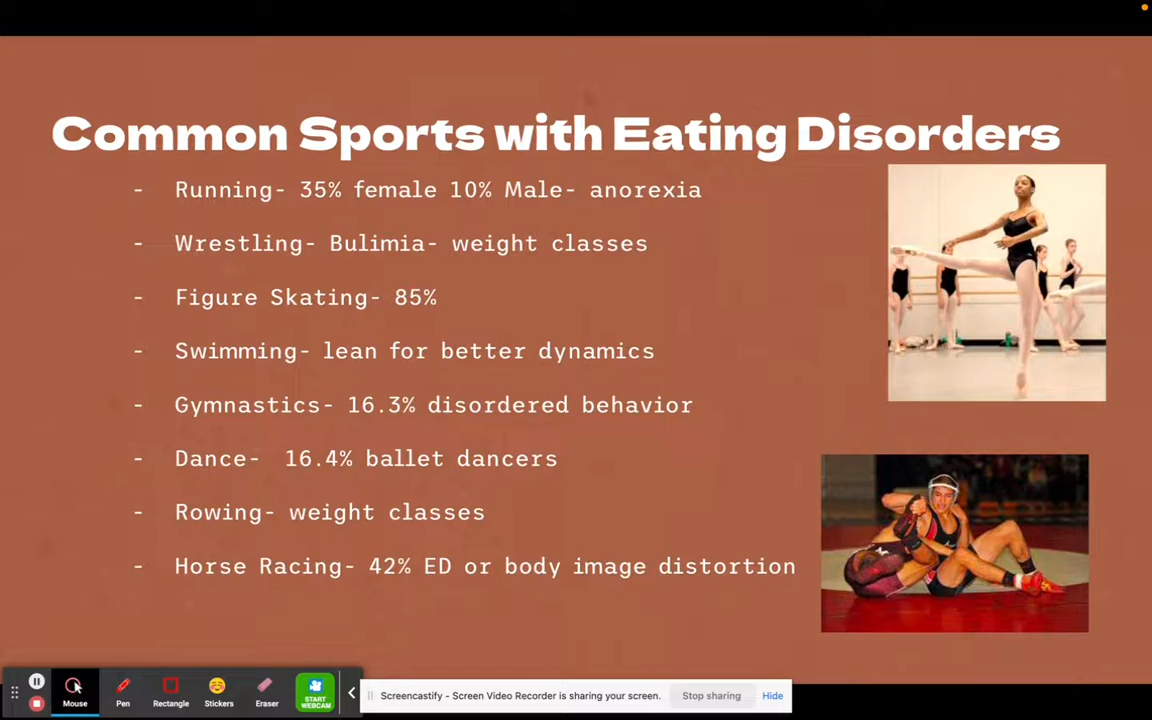 Common Sports with Eating Disorders
- Running- 35% female 10% Male- anorexia
- Wrestling- Bulimia- weight classes
- Figure Skating- 85%
- Swimming- lean for better dynamics
- Gymnastics- 16.3% disordered behavior
- Dance- 16.4% ballet dancers
- Rowing- weight classes
- Horse Racing- 42% ED or body image distortion
Mouse Pen Rectangle Stickers Eraser START WEBCAM
Screencastify - Screen Video Recorder is sharing your screen. Stop sharing Hide